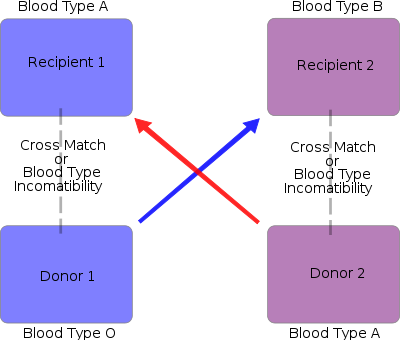 Blood Type A
Blood Type B
Recipient 1
Recipient 2
Cross Match
or
Blood Type
Incomatibility
Cross Match
or
Blood Type
Incomatibility
Donor 1
Donor 2
Blood Type O
Blood Type A